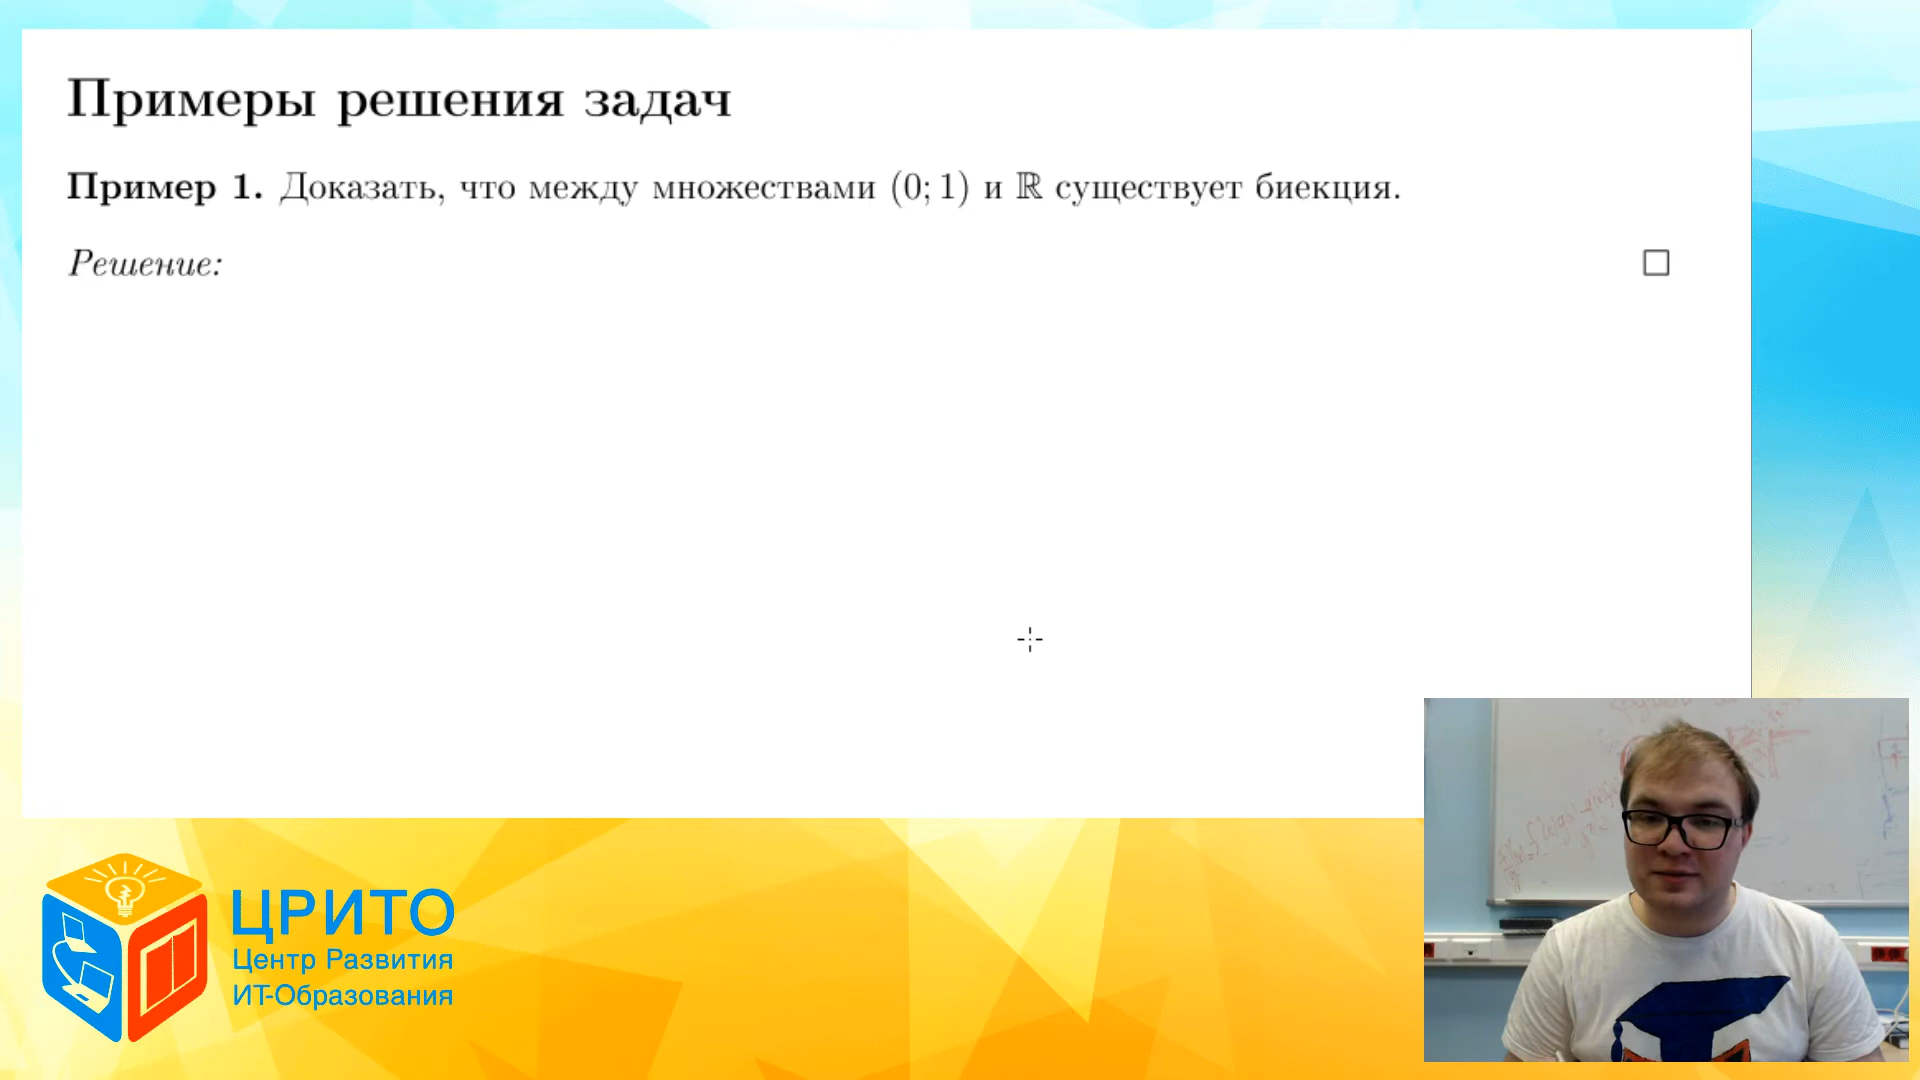 Примеры решения задач
Пример 1. Доказать, что между множествами (0; 1) и ℝ существует биекция.
Решение: □
ЦРИТО
Центр Развития
ИТ-Образования